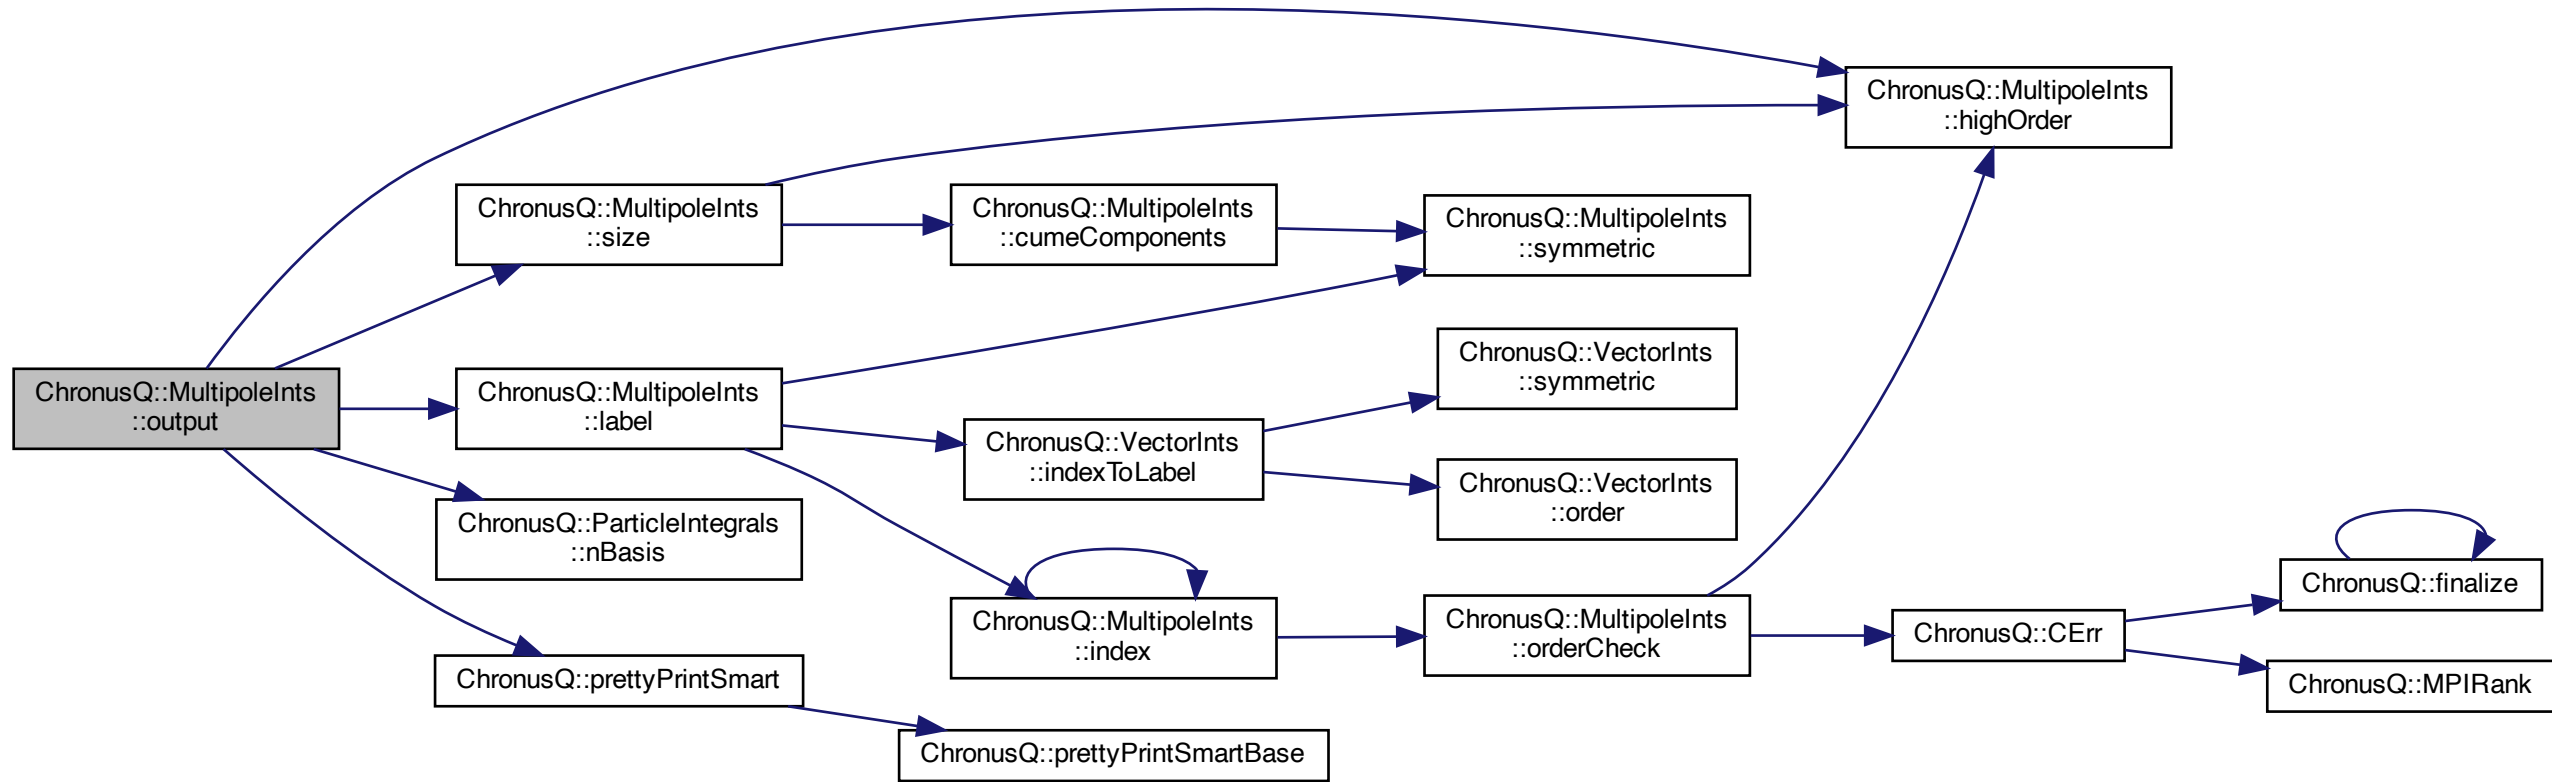 ChronusQ::MultipoleInts
::output
ChronusQ::MultipoleInts
::highOrder
ChronusQ::MultipoleInts
::size
ChronusQ::MultipoleInts
::cumeComponents
ChronusQ::MultipoleInts
::symmetric
ChronusQ::MultipoleInts
::label
ChronusQ::VectorInts
::indexToLabel
ChronusQ::VectorInts
::symmetric
ChronusQ::VectorInts
::order
ChronusQ::MultipoleInts
::index
ChronusQ::MultipoleInts
::orderCheck
ChronusQ::CErr
ChronusQ::finalize
ChronusQ::MPIRank
ChronusQ::ParticleIntegrals
::nBasis
ChronusQ::prettyPrintSmart
ChronusQ::prettyPrintSmartBase